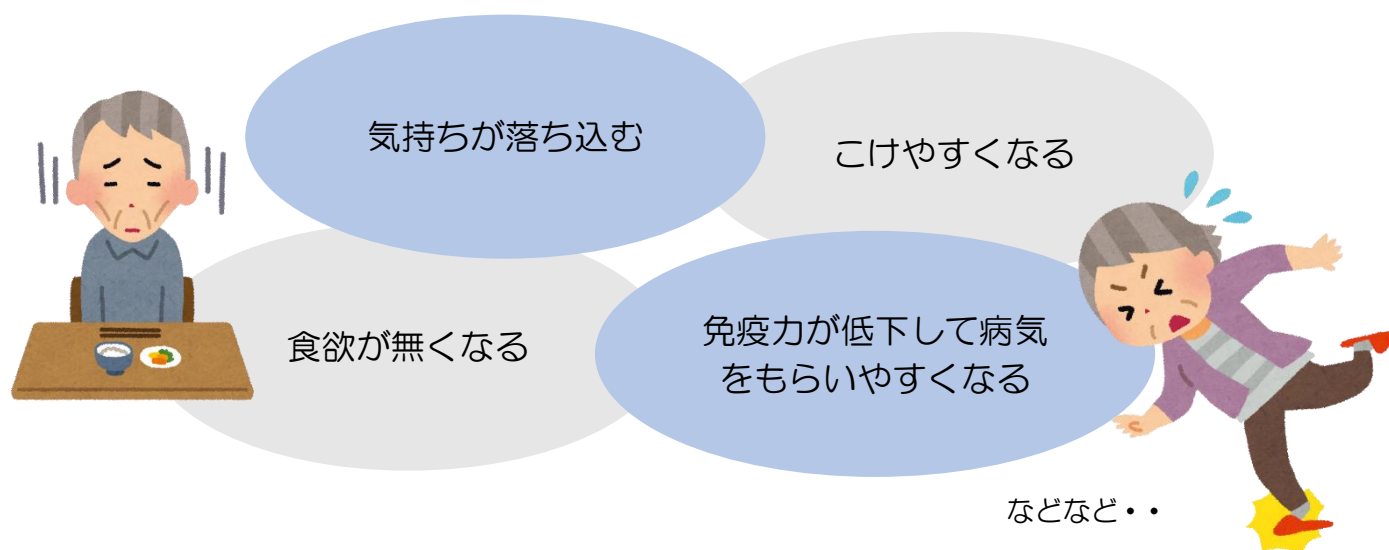 気持ちが落ち込む
こけやすくなる
食欲が無くなる
免疫力が低下して病気
をもらいやすくなる
などなど・・